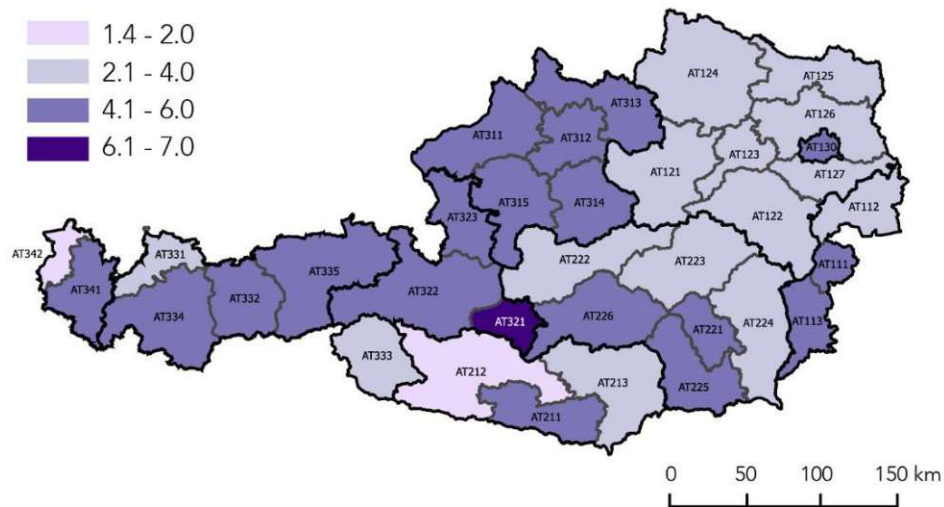 1.4 - 2.0
2.1 - 4.0
4.1 - 6.0
6.1 - 7.0
AT124
AT125
AT313
AT126
AT311
AT312
AT130
AT123
AT121
AT127
AT315
AT314
AT112
AT323
AT122
AT342
AT331
AT222
AT223
AT111
AT335
AT341
AT322
AT332
AT334
AT226
AT321
AT221
AT224
AT113
AT333
AT212
AT213
AT225
AT211
0 50 100 150 km